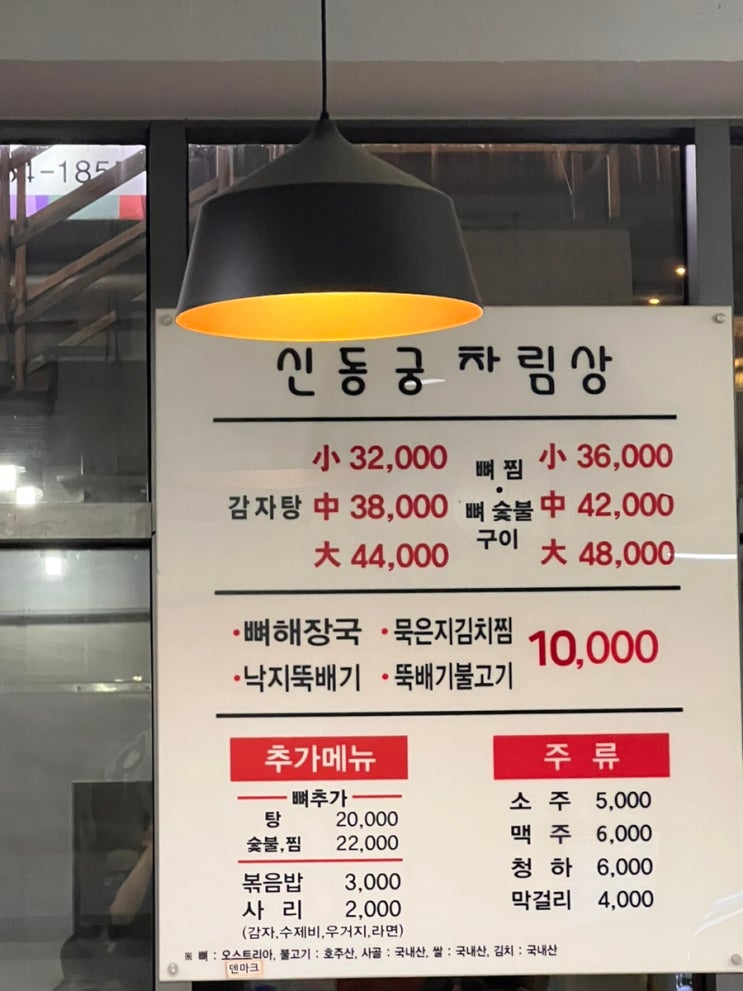 신동궁 차림상
감자탕
小 32,000
中 38,000
大 44,000
뼈찜
·
뼈 숯불
구이
小 36,000
中 42,000
大 48,000
·뼈해장국 ·묵은지김치찜
·낙지뚝배기 ·뚝배기불고기
10,000
추가메뉴
뼈추가
탕 20,000
숯불,찜 22,000
볶음밥 3,000
사 리 2,000
(감자,수제비,우거지,라면)
주 류
소 주 5,000
맥 주 6,000
청 하 6,000
막걸리 4,000
※ 뼈 : 오스트리아, 불고기 : 호주산, 사골 : 국내산, 쌀 : 국내산, 김치 : 국내산
덴마크